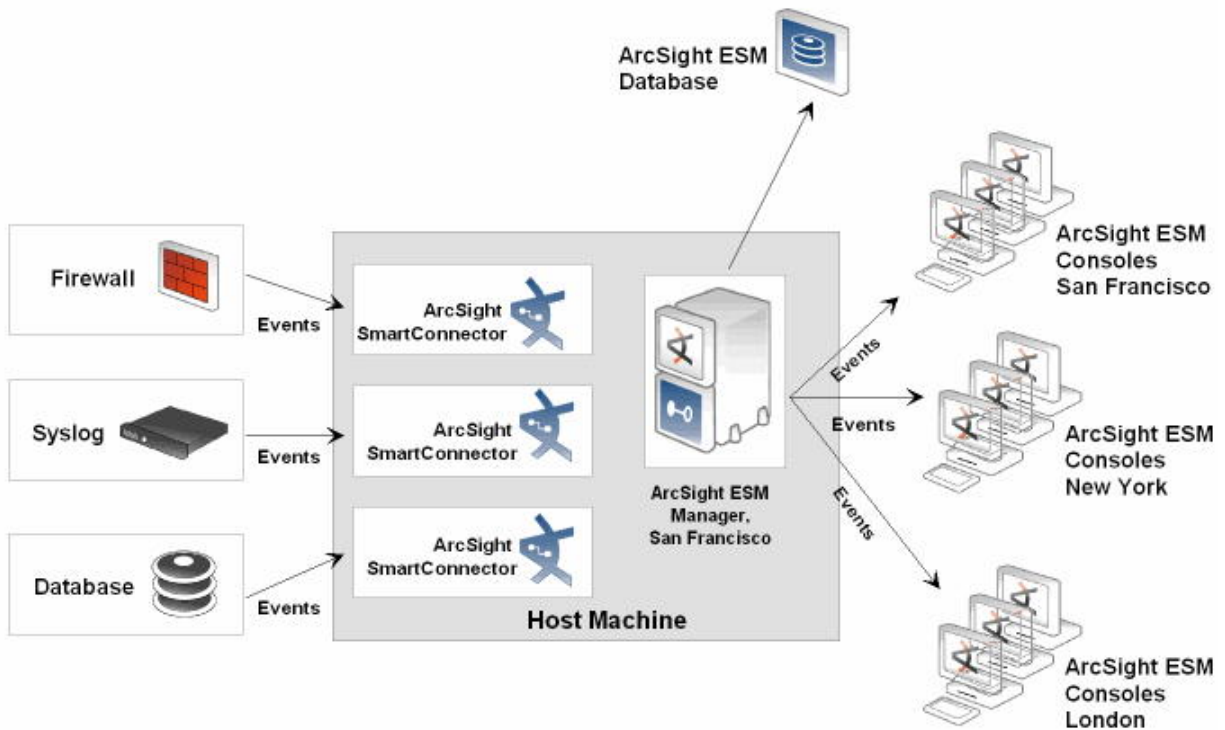 ArcSight ESM
Database
Firewall
Events
ArcSight
SmartConnector
Syslog
Events
ArcSight
SmartConnector
Database
Events
ArcSight
SmartConnector
ArcSight ESM
Manager,
San Francisco
Host Machine
Events
ArcSight ESM
Consoles
San Francisco
Events
ArcSight ESM
Consoles
New York
Events
ArcSight ESM
Consoles
London